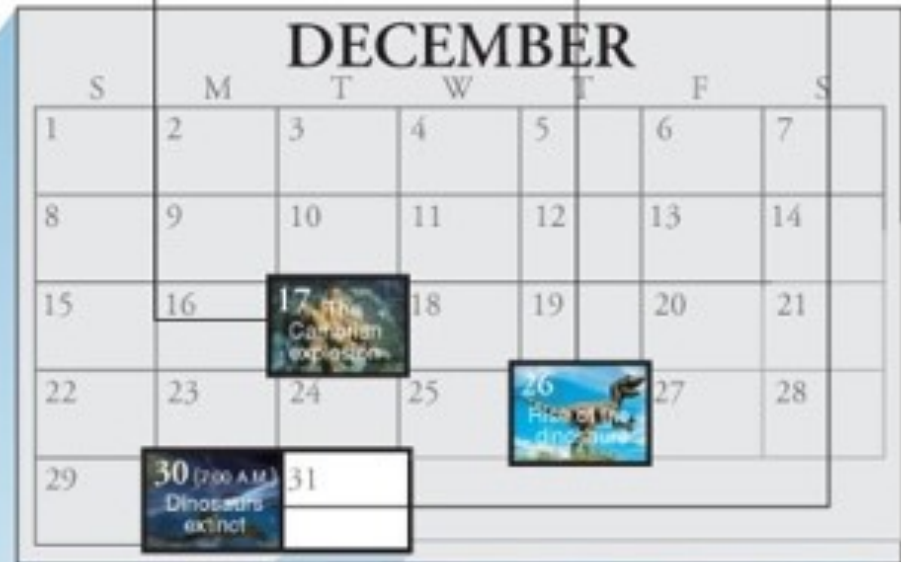 DECEMBER
S M T W T F S
1 2 3 4 5 6 7
8 9 10 11 12 13 14
15 16 17 18 19 20 21
The
Cambrian
explosion
22 23 24 25 26 27 28
Rise of the
dinosaurs
29 30 (7:00 A.M.) 31
Dinosaurs
extinct